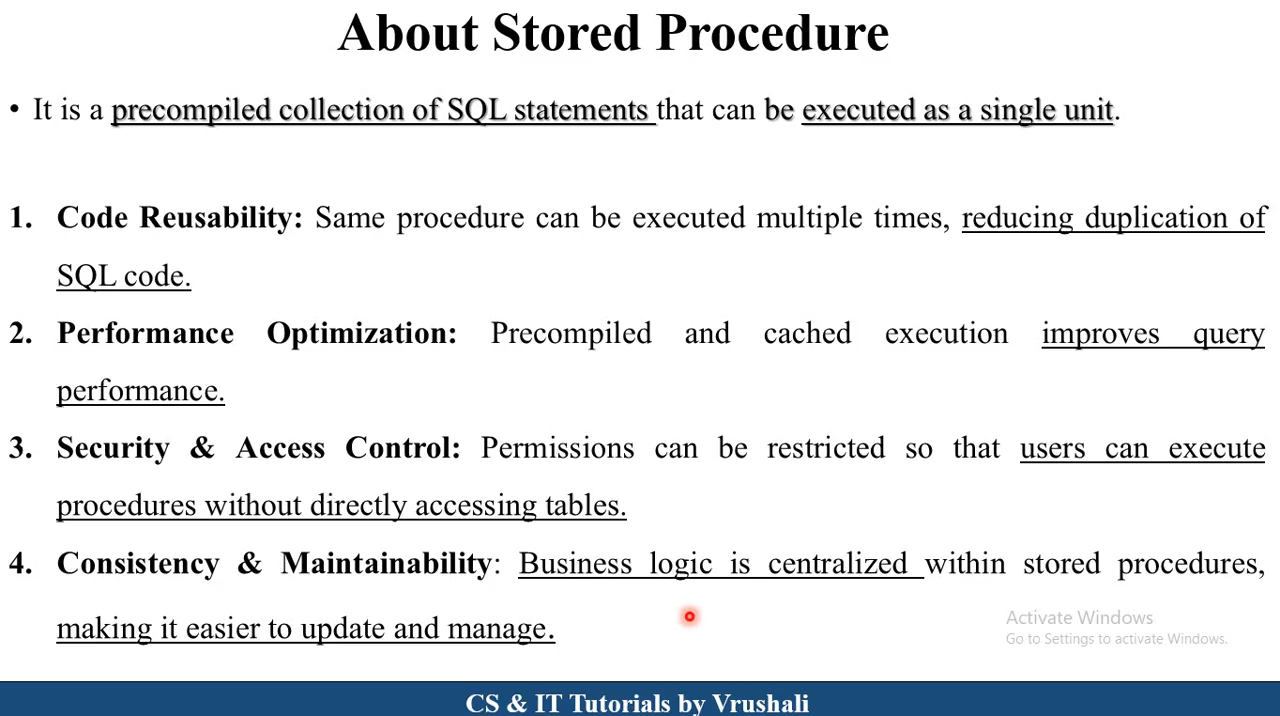 About Stored Procedure
• It is a precompiled collection of SQL statements that can be executed as a single unit.
1. Code Reusability: Same procedure can be executed multiple times, reducing duplication of
SQL code.
2. Performance Optimization: Precompiled and cached execution improves query
performance.
3. Security & Access Control: Permissions can be restricted so that users can execute
procedures without directly accessing tables.
4. Consistency & Maintainability: Business logic is centralized within stored procedures,
making it easier to update and manage.
Activate Windows
Go to Settings to activate Windows.
CS & IT Tutorials by Vrushali